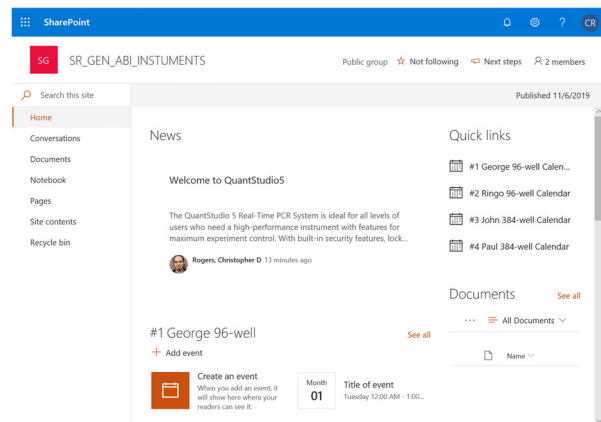 SharePoint
?
CR
SG
SR_GEN_ABI_INSTUMENTS
Public group
Not following
Next steps
2 members
Search this site
Published 11/6/2019
Home
Conversations
Documents
Notebook
Pages
Site contents
Recycle bin
News
Welcome to QuantStudio5
The QuantStudio 5 Real-Time PCR System is ideal for all levels of
users who need a high-performance instrument with features for
maximum experiment control. With built-in security features, lock...
Rogers, Christopher D 13 minutes ago
#1 George 96-well
See all
+ Add event
Create an event
When you add an event, it
will show here where your
readers can see it.
Month
01
Title of event
Tuesday 12:00 AM - 1:00...
Quick links
#1 George 96-well Calen...
#2 Ringo 96-well Calendar
#3 John 384-well Calendar
#4 Paul 384-well Calendar
Documents
See all
... All Documents
Name